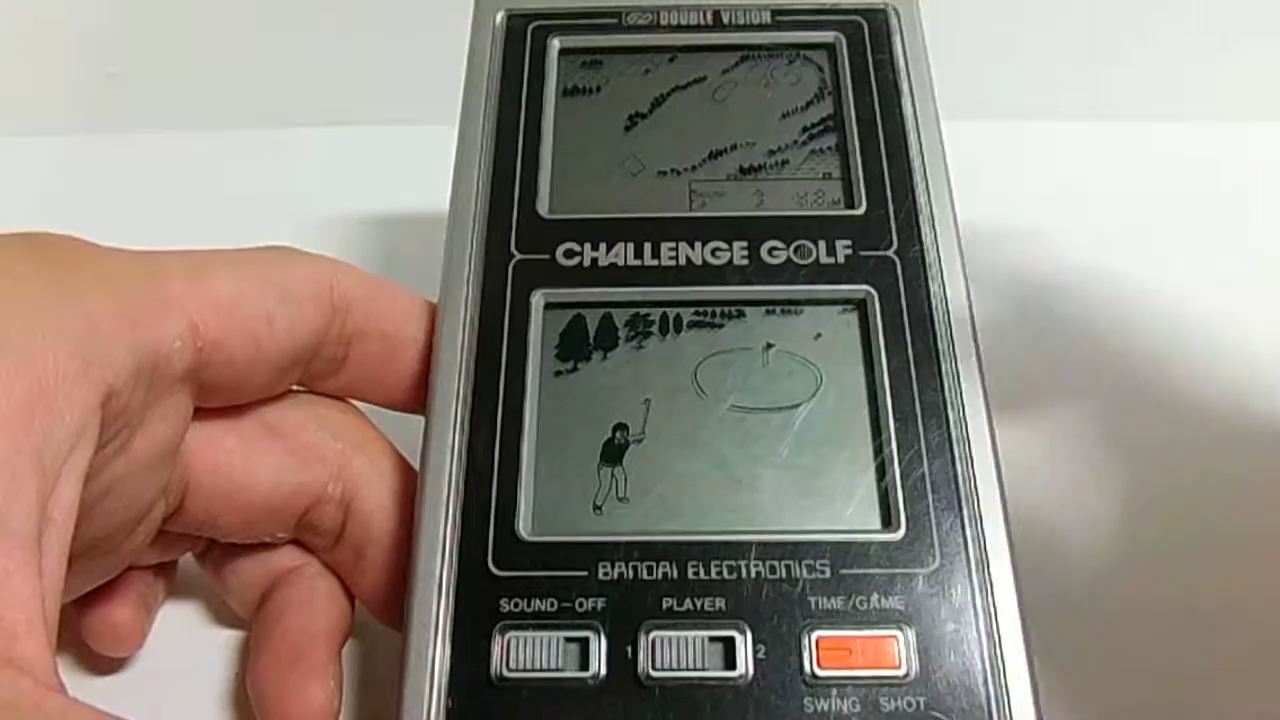 DOUBLE VISION
CHALLENGE GOLF
BANDAI ELECTRONICS
SOUND-OFF
PLAYER
TIME/GAME
1
2
SWING SHOT